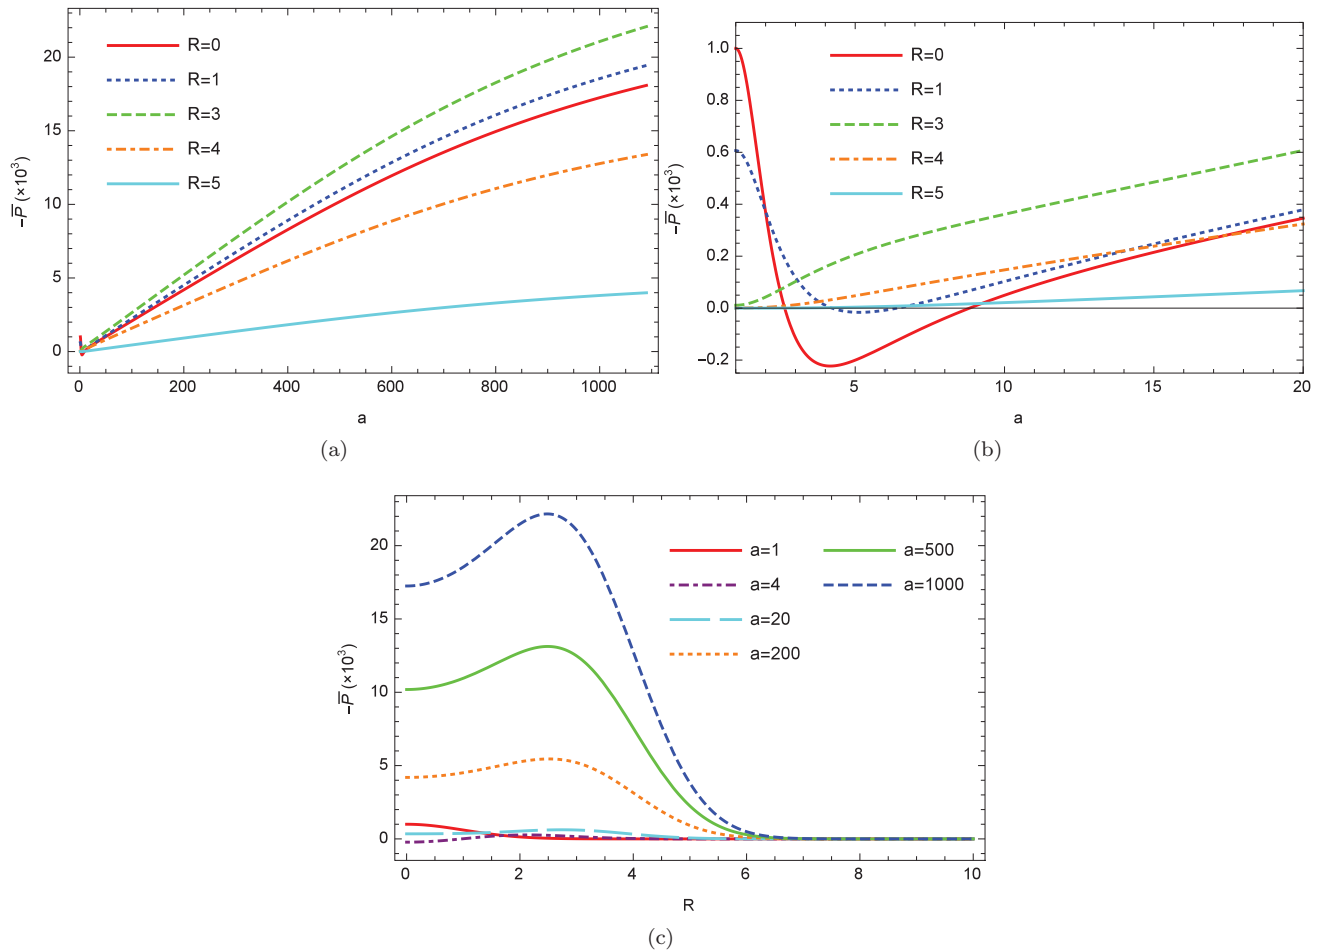 R=0
R=1
R=3
R=4
R=5
20
15
10
5
0
−P̅ (×10³)
0 200 400 600 800 1000
a
(a)
R=0
R=1
R=3
R=4
R=5
1.0
0.8
0.6
0.4
0.2
0.0
−0.2
−P̅ (×10³)
5 10 15 20
a
(b)
a=1 a=500
a=4 a=1000
a=20
a=200
20
15
10
5
0
−P̅ (×10³)
0 2 4 6 8 10
R
(c)